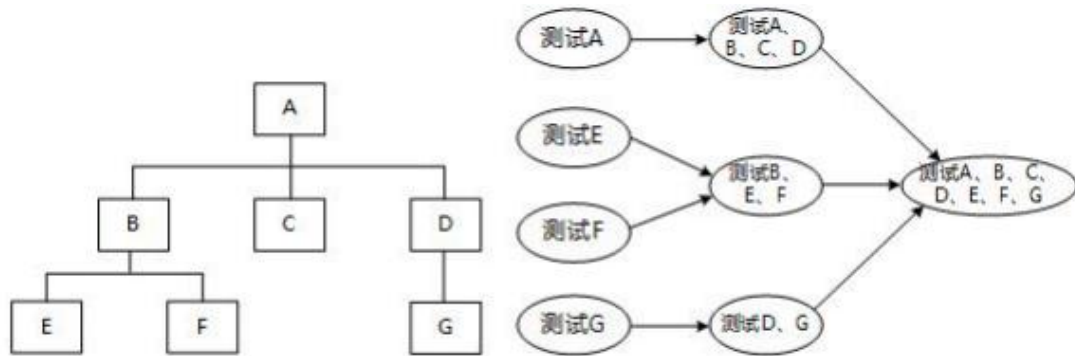 A
B
C
D
E
F
G
测试A
测试A、
B、C、D
测试E
测试B、
E、F
测试F
测试A、B、C、
D、E、F、G
测试G
测试D、G